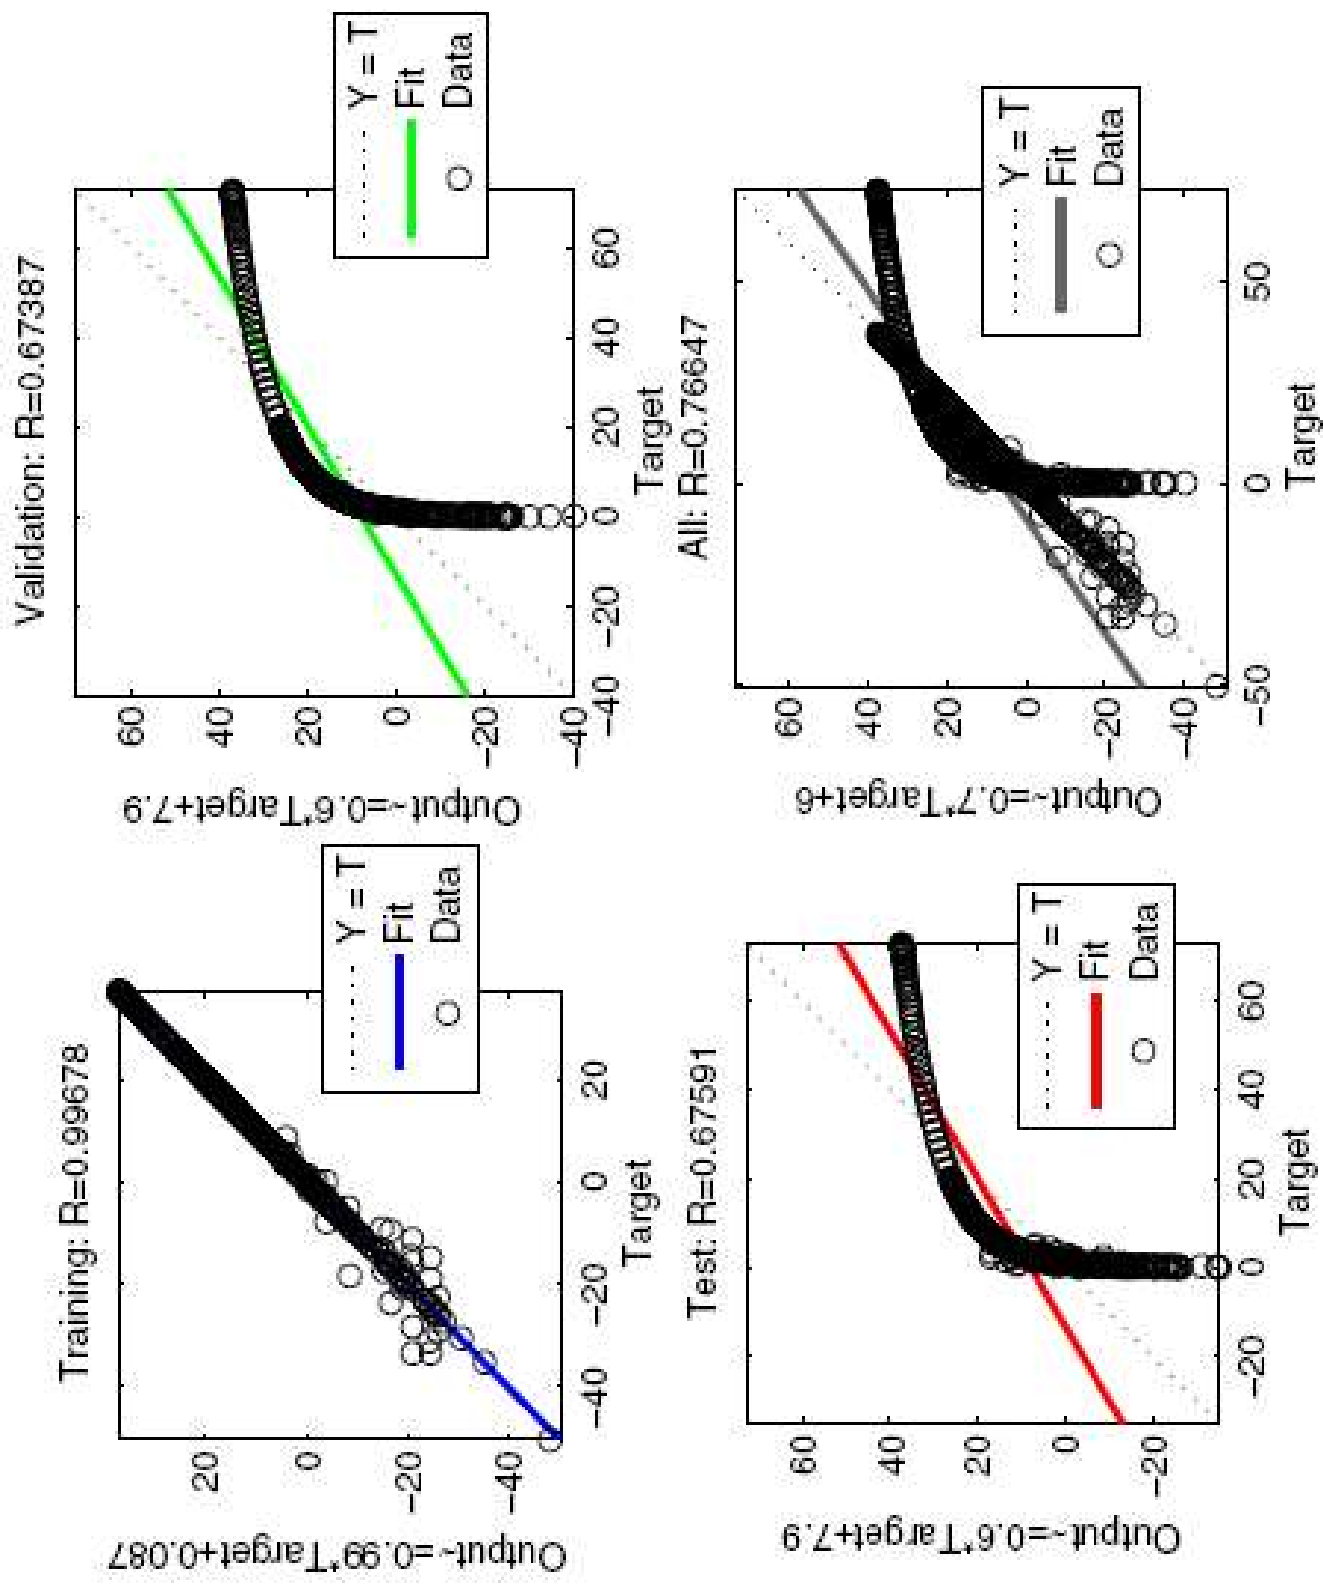 Training: R=0.99678
Output~=0.99*Target+0.087
20
0
−20
−40
−40
−20
0
20
Target
Y = T
Fit
Data
Validation: R=0.67387
Output~=0.6*Target+7.9
60
40
20
0
−20
−40
−40
−20
0
20
40
60
Target
Y = T
Fit
Data
Test: R=0.67591
Output~=0.6*Target+7.9
60
40
20
0
−20
−20
0
20
40
60
Target
Y = T
Fit
Data
All: R=0.76647
Output~=0.7*Target+6
60
40
20
0
−20
−40
−50
0
50
Target
Y = T
Fit
Data